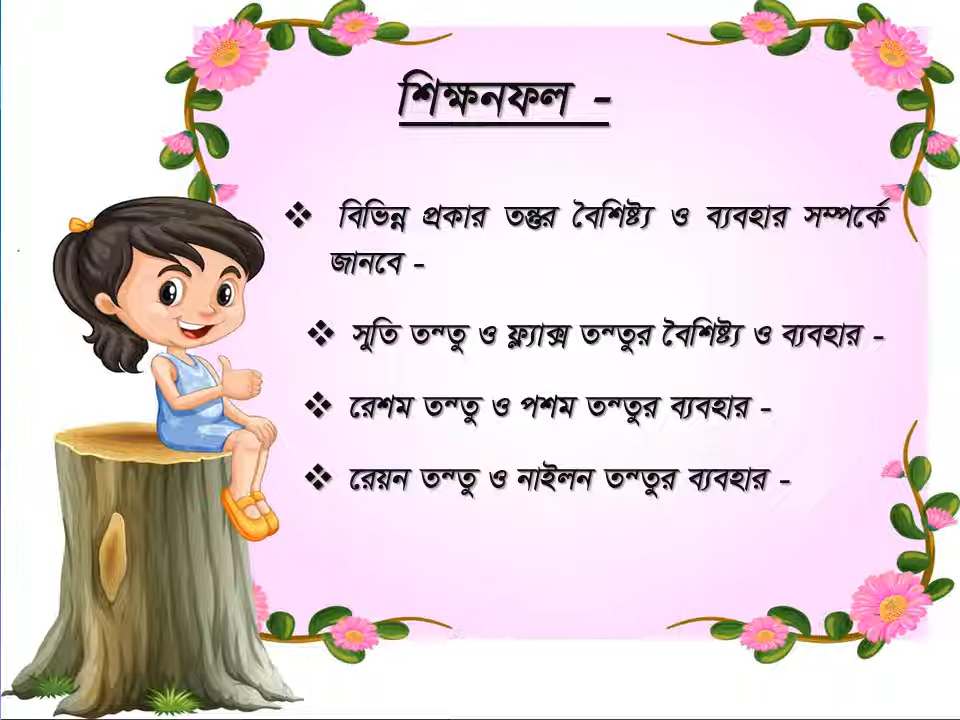 শিক্ষনফল -
❖ বিভিন্ন প্রকার তন্তুর বৈশিষ্ট্য ও ব্যবহার সম্পর্কে
জানবে -
❖ সূতি তন্তু ও ফ্ল্যাক্স তন্তুর বৈশিষ্ট্য ও ব্যবহার -
❖ রেশম তন্তু ও পশম তন্তুর ব্যবহার -
❖ রেয়ন তন্তু ও নাইলন তন্তুর ব্যবহার -